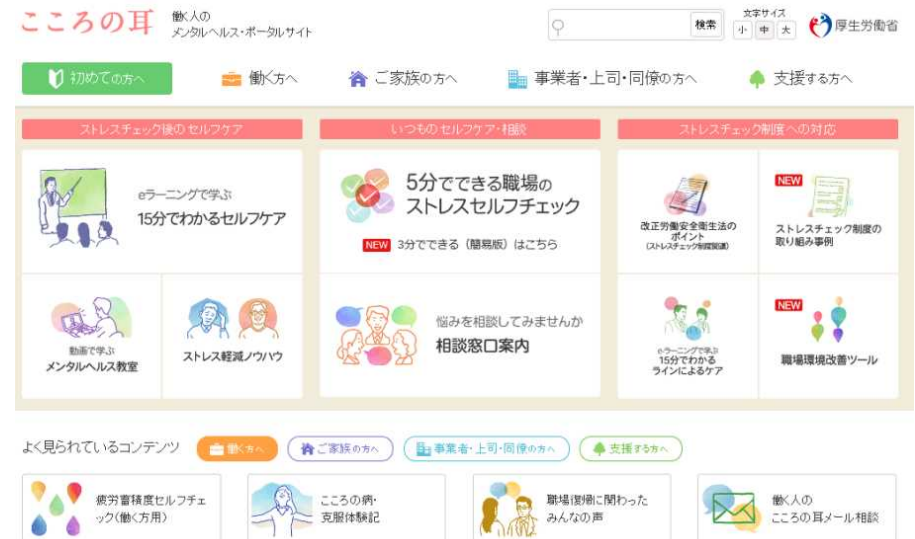 こころの耳
働く人の
メンタルヘルス・ポータルサイト
検索
文字サイズ
小 中 大
厚生労働省
初めての方へ
働く方へ
ご家族の方へ
事業者・上司・同僚の方へ
支援する方へ
ストレスチェック後のセルフケア
いつものセルフケア・相談
ストレスチェック制度への対応
eラーニングで学ぶ
15分でわかるセルフケア
動画で学ぶ
メンタルヘルス教室
ストレス軽減ノウハウ
5分でできる職場の
ストレスセルフチェック
NEW 3分でできる（簡易版）はこちら
悩みを相談してみませんか
相談窓口案内
改正労働安全衛生法の
ポイント
(ストレスチェック制度関連)
NEW
ストレスチェック制度の
取り組み事例
eラーニングで学ぶ
15分でわかる
ラインによるケア
NEW
職場環境改善ツール
よく見られているコンテンツ
働く方へ
ご家族の方へ
事業者・上司・同僚の方へ
支援する方へ
疲労蓄積度セルフチェ
ック(働く方用)
こころの病・
克服体験記
職場復帰に関わった
みんなの声
働く人の
こころの耳メール相談